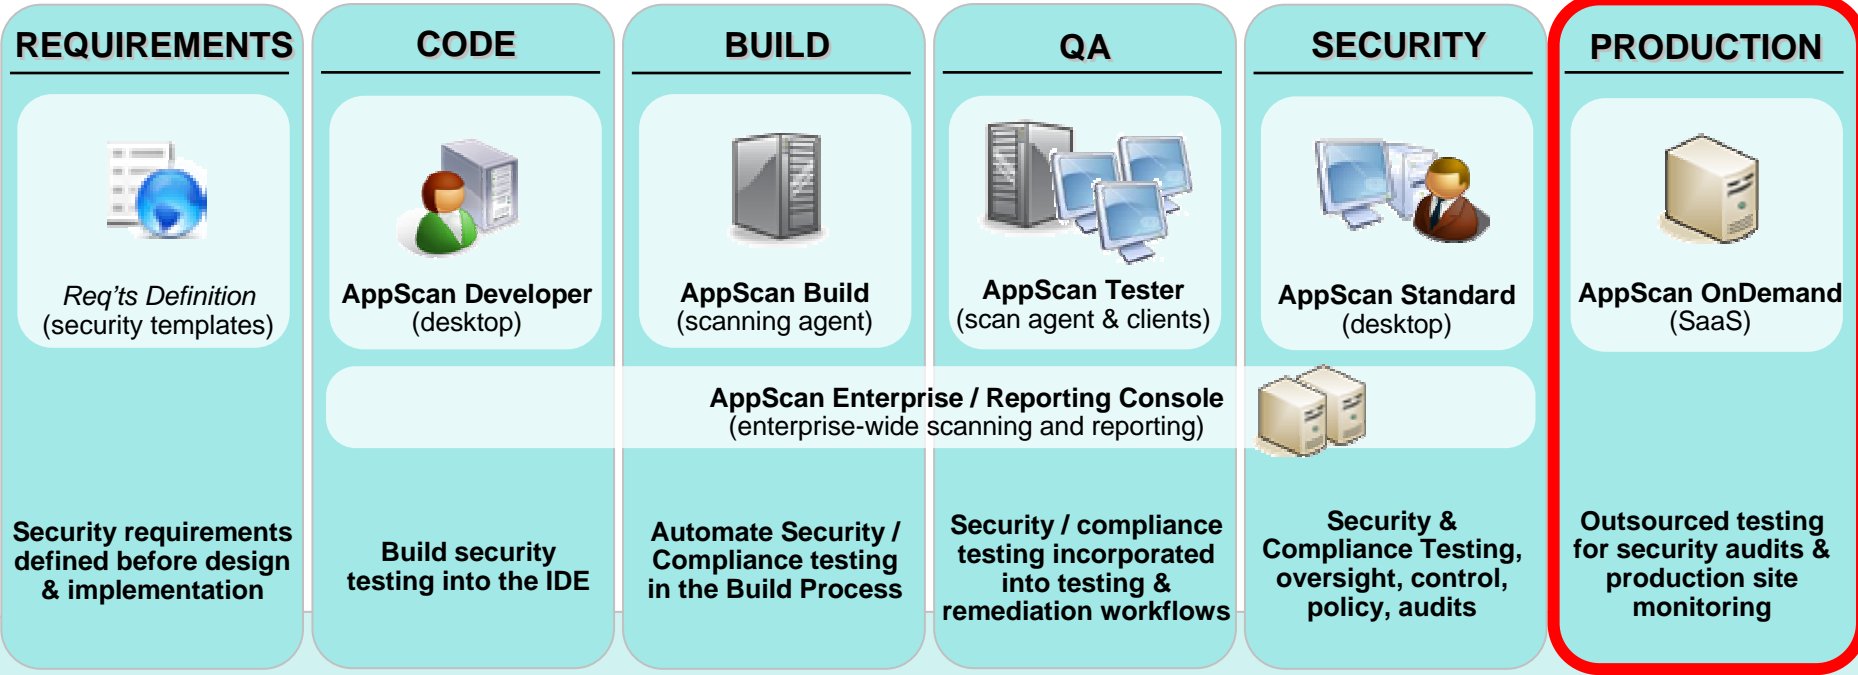 REQUIREMENTS
Req'ts Definition
(security templates)
Security requirements
defined before design
& implementation
CODE
AppScan Developer
(desktop)
Build security
testing into the IDE
BUILD
AppScan Build
(scanning agent)
Automate Security /
Compliance testing
in the Build Process
QA
AppScan Tester
(scan agent & clients)
Security / compliance
testing incorporated
into testing &
remediation workflows
SECURITY
AppScan Standard
(desktop)
Security &
Compliance Testing,
oversight, control,
policy, audits
PRODUCTION
AppScan OnDemand
(SaaS)
Outsourced testing
for security audits &
production site
monitoring
AppScan Enterprise / Reporting Console
(enterprise-wide scanning and reporting)